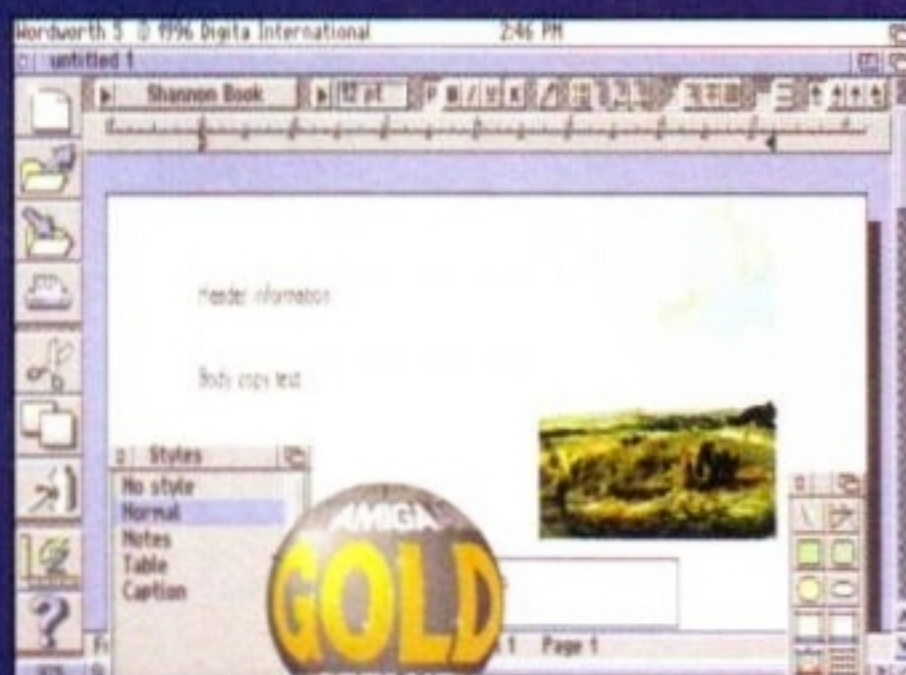 Wordworth 5 © 1996 Digita International 2:46 PM
untitled 1
Shannon Book 12 pt P B I U K
Header information
Body copy text
Styles
No style
Normal
Notes
Table
Caption
AMIGA
GOLD
1 Page 1